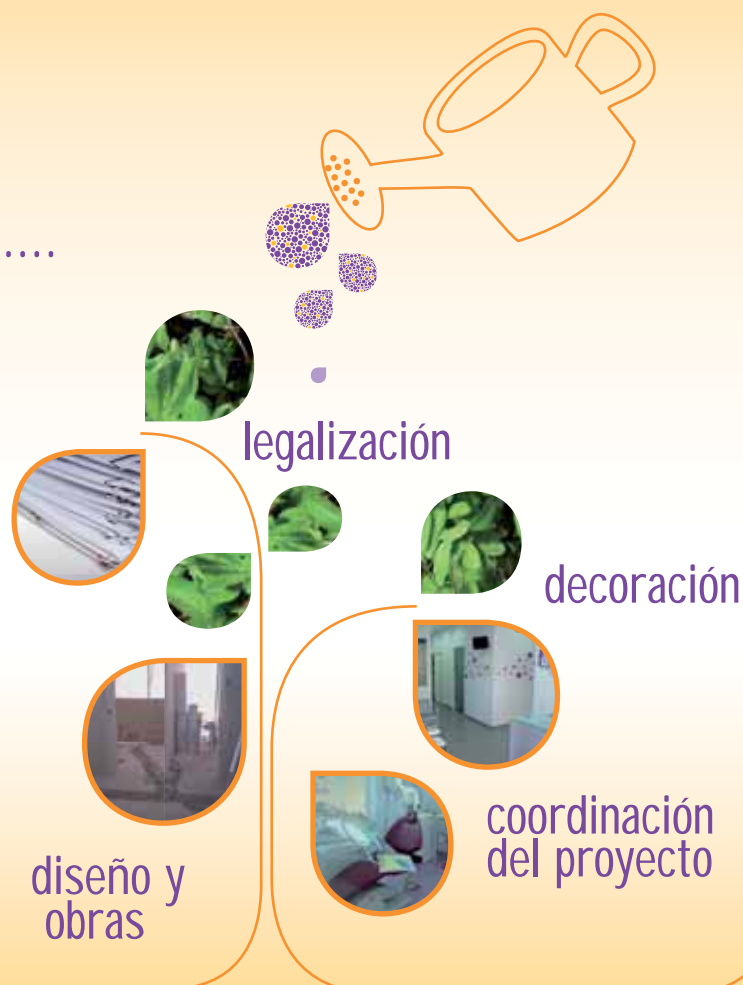 ....
legalización
decoración
coordinación
del proyecto
diseño y
obras